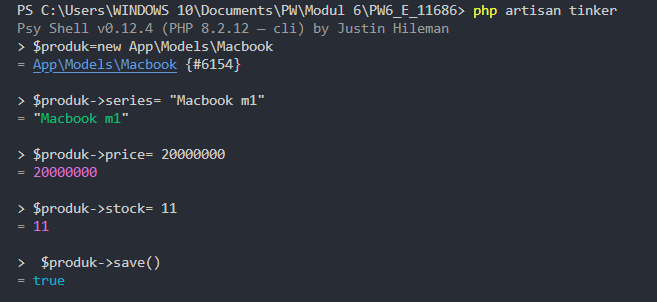 PS C:\Users\WINDOWS 10\Documents\PW\Modul 6\PW6_E_11686> php artisan tinker
Psy Shell v0.12.4 (PHP 8.2.12 — cli) by Justin Hileman
> $produk=new App\Models\Macbook
= App\Models\Macbook {#6154}
> $produk->series= "Macbook m1"
= "Macbook m1"
> $produk->price= 20000000
= 20000000
> $produk->stock= 11
= 11
>  $produk->save()
= true